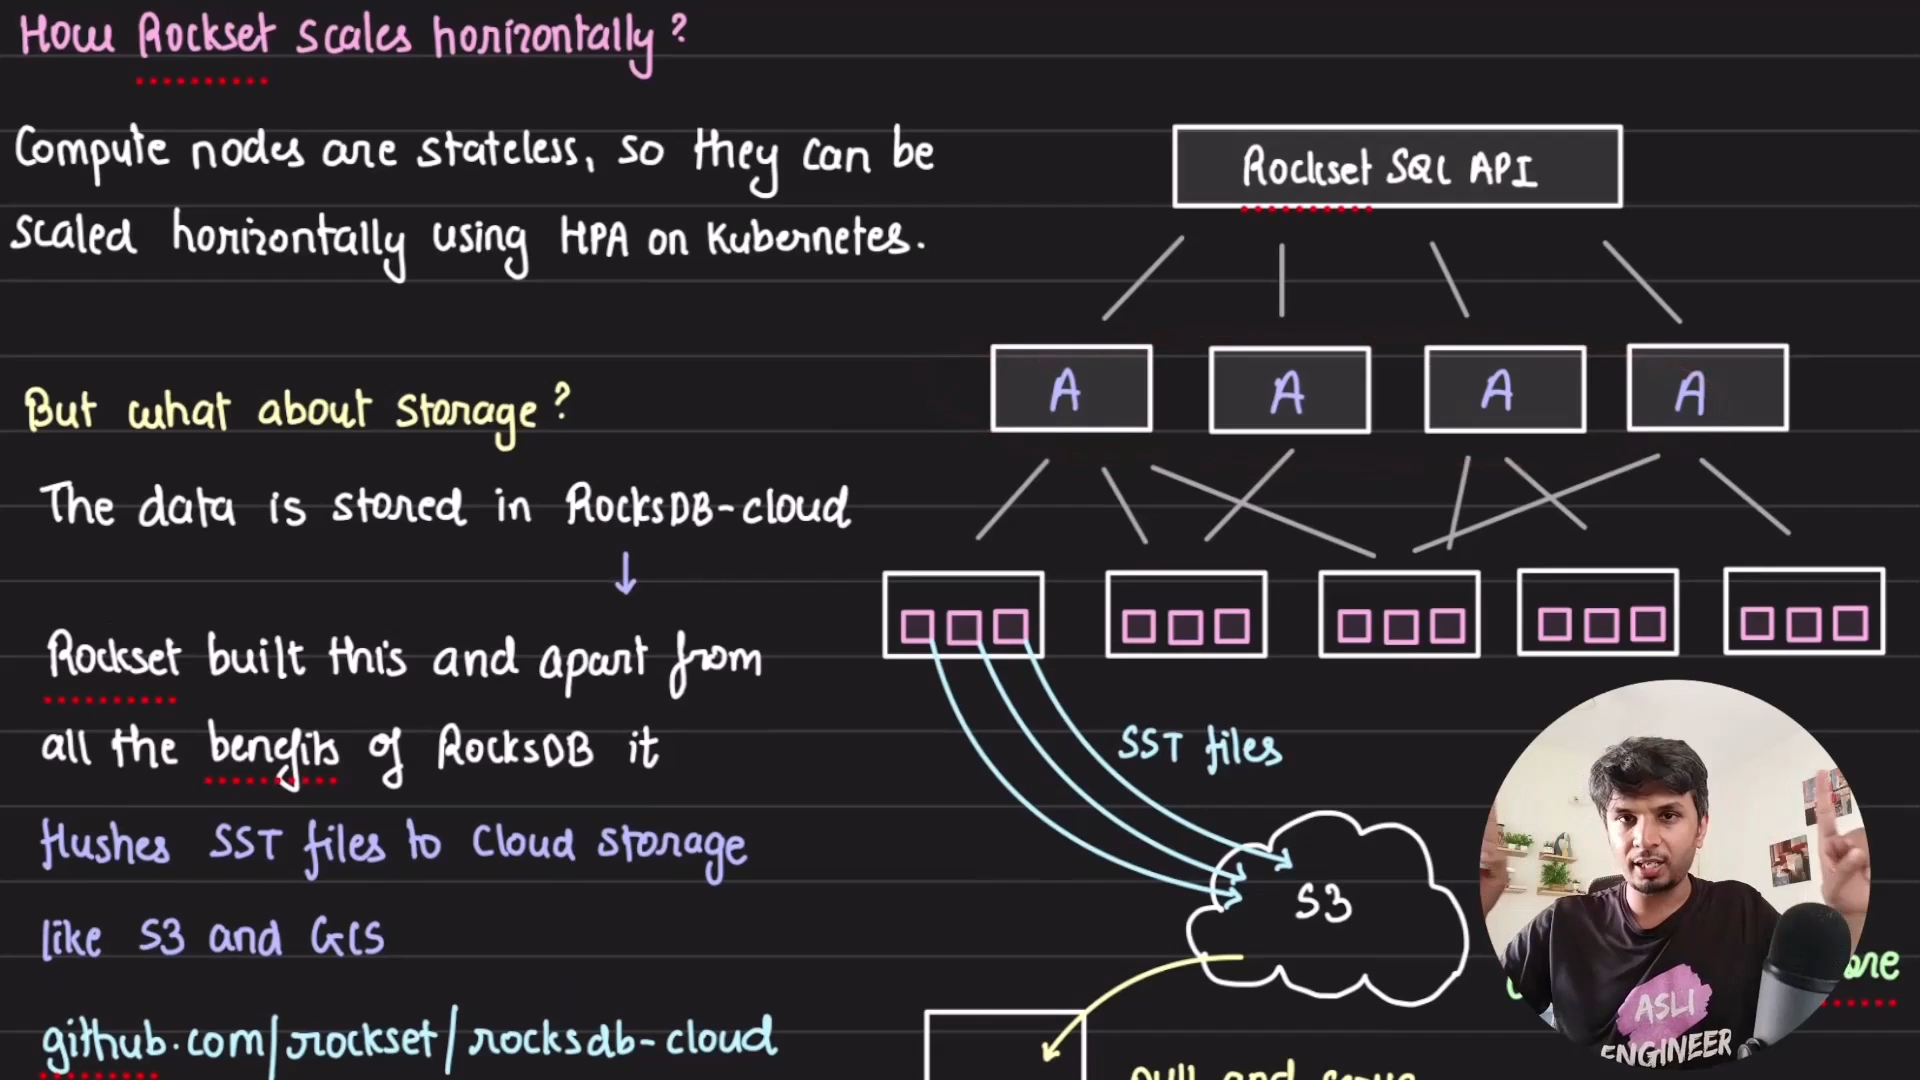 How Rockset scales horizontally?
Compute nodes are stateless, so they can be
scaled horizontally using HPA on Kubernetes.
But what about storage?
The data is stored in RocksDB-cloud
Rockset built this and apart from
all the benefits of RocksDB it
flushes SST files to cloud storage
like S3 and GCS
github.com/rockset/rocksdb-cloud
Rockset SQL API
A A A A
SST files
S3
pull and serve
ASLI
ENGINEER